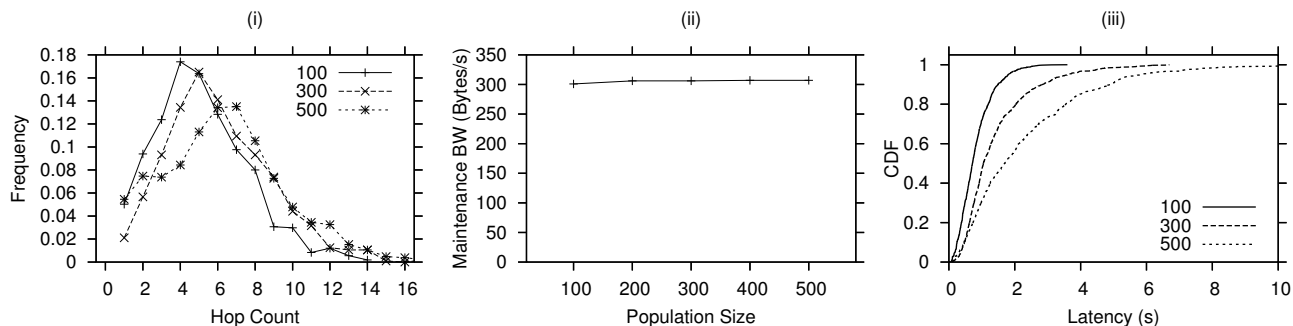 (i)
0.18
0.16
0.14
0.12
0.1
0.08
0.06
0.04
0.02
0
Frequency
100
300
500
0 2 4 6 8 10 12 14 16
Hop Count
(ii)
350
300
250
200
150
100
50
0
Maintenance BW (Bytes/s)
100 200 300 400 500
Population Size
(iii)
1
0.8
0.6
0.4
0.2
0
CDF
100
300
500
0 2 4 6 8 10
Latency (s)